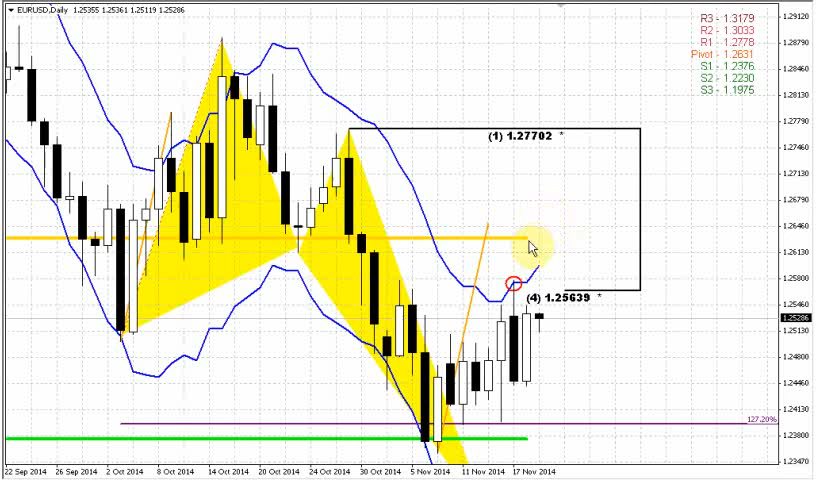 EURUSD,Daily 1.25355 1.25361 1.25119 1.25286
R3 - 1.3179
R2 - 1.3033
R1 - 1.2778
Pivot - 1.2631
S1 - 1.2376
S2 - 1.2230
S3 - 1.1975
(1) 1.27702 *
(4) 1.25639 *
127.20%
1.29120
1.28790
1.28460
1.28130
1.27790
1.27460
1.27130
1.26790
1.26460
1.26130
1.25800
1.25460
1.25286
1.25130
1.24800
1.24460
1.24130
1.23800
1.23470
22 Sep 2014 26 Sep 2014 2 Oct 2014 8 Oct 2014 14 Oct 2014 20 Oct 2014 24 Oct 2014 30 Oct 2014 5 Nov 2014 11 Nov 2014 17 Nov 2014